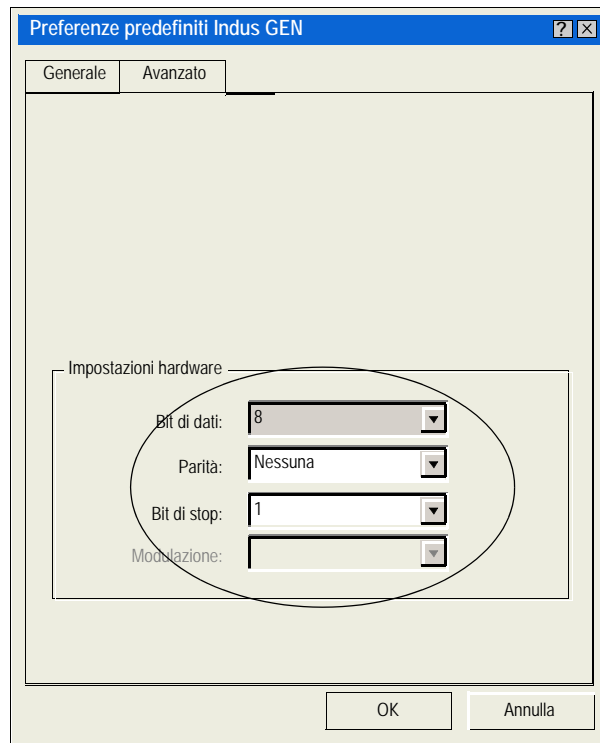 Preferenze predefiniti Indus GEN ?
Generale Avanzato
Impostazioni hardware
Bit di dati: 8
Parità: Nessuna
Bit di stop: 1
Modulazione:
OK Annulla